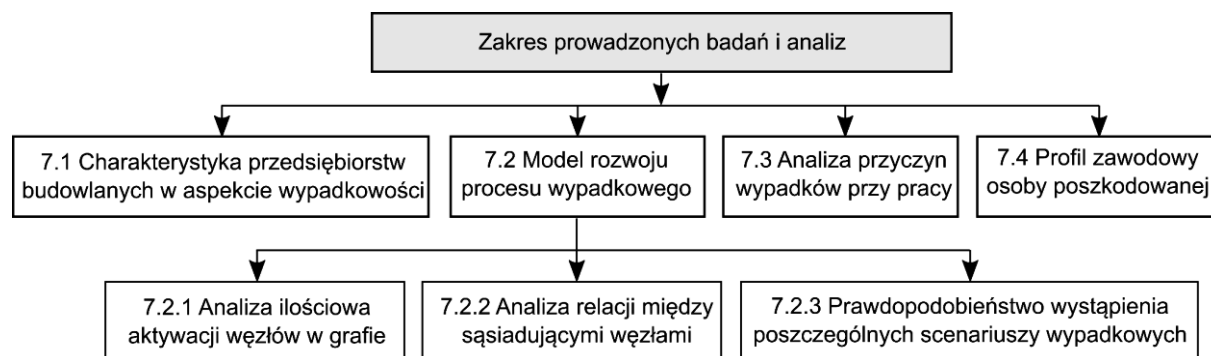 Zakres prowadzonych badań i analiz
7.1 Charakterystyka przedsiębiorstw
budowlanych w aspekcie wypadkowości
7.2 Model rozwoju
procesu wypadkowego
7.3 Analiza przyczyn
wypadków przy pracy
7.4 Profil zawodowy
osoby poszkodowanej
7.2.1 Analiza ilościowa
aktywacji węzłów w grafie
7.2.2 Analiza relacji między
sąsiadującymi węzłami
7.2.3 Prawdopodobieństwo wystąpienia
poszczególnych scenariuszy wypadkowych